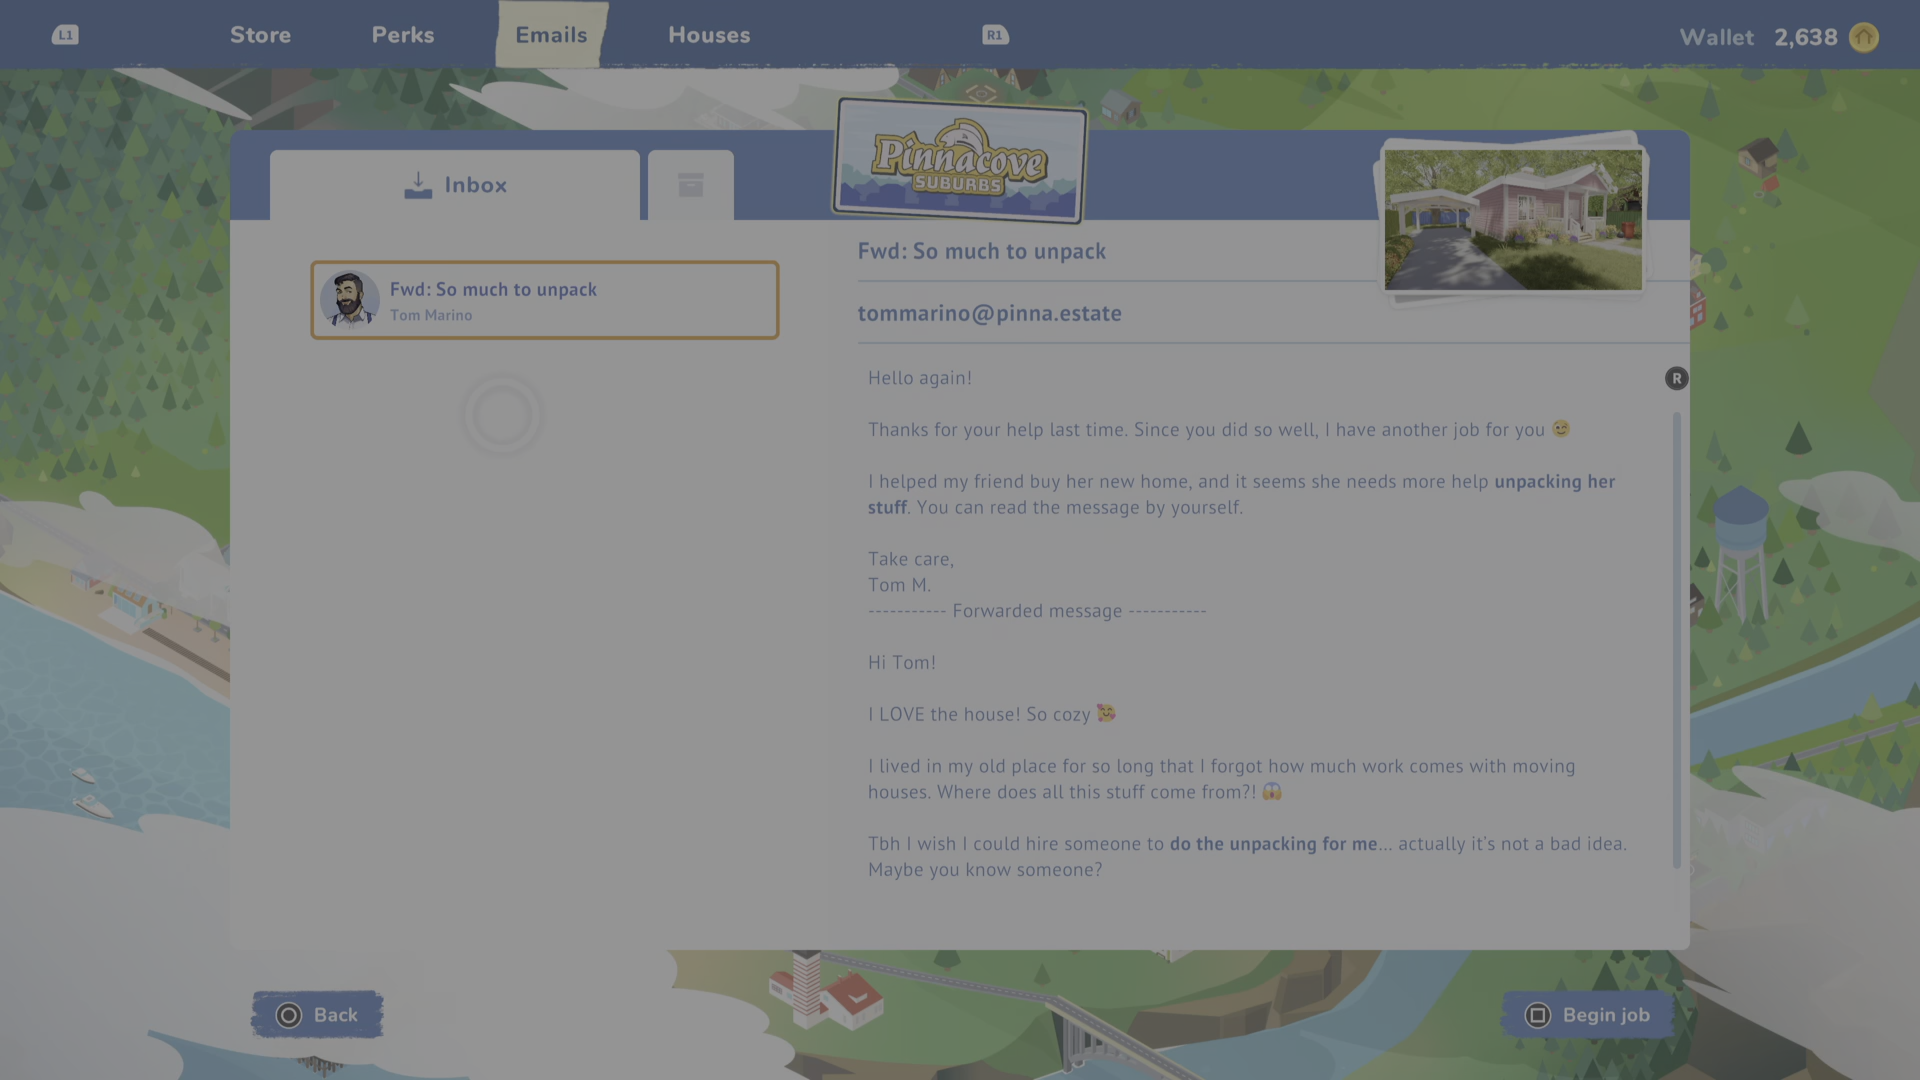 L1
Store
Perks
Emails
Houses
R1
Wallet 2,638
Pinnacove
SUBURBS
Inbox
Fwd: So much to unpack
Tom Marino
Fwd: So much to unpack
tommarino@pinna.estate
R
Hello again!
Thanks for your help last time. Since you did so well, I have another job for you 😉
I helped my friend buy her new home, and it seems she needs more help unpacking her
stuff. You can read the message by yourself.
Take care,
Tom M.
----------- Forwarded message -----------
Hi Tom!
I LOVE the house! So cozy 🥰
I lived in my old place for so long that I forgot how much work comes with moving
houses. Where does all this stuff come from?! 😱
Tbh I wish I could hire someone to do the unpacking for me... actually it's not a bad idea.
Maybe you know someone?
Back
Begin job